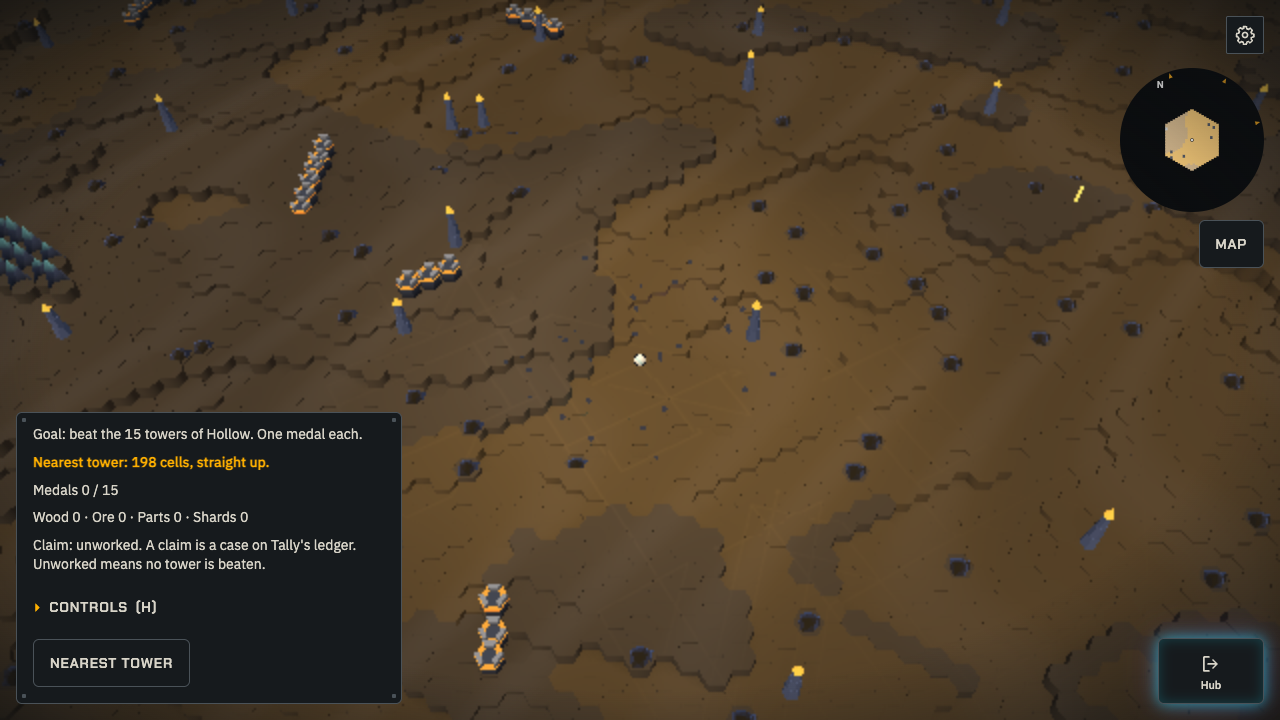 N
MAP
Goal: beat the 15 towers of Hollow. One medal each.
Nearest tower: 198 cells, straight up.
Medals 0 / 15
Wood 0 · Ore 0 · Parts 0 · Shards 0
Claim: unworked. A claim is a case on Tally's ledger.
Unworked means no tower is beaten.
CONTROLS (H)
NEAREST TOWER
Hub